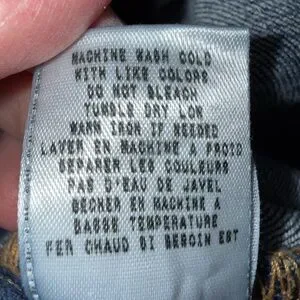 MACHINE WASH COLD
WITH LIKE COLORS
DO NOT BLEACH
TUMBLE DRY LOW
WARM IRON IF NEEDED
LAVER EN MACHINE A FROID
SEPARER LES COULEURS
PAS D'EAU DE JAVEL
SECHER EN MACHINE A
BASSE TEMPERATURE
FER CHAUD SI BESOIN EST